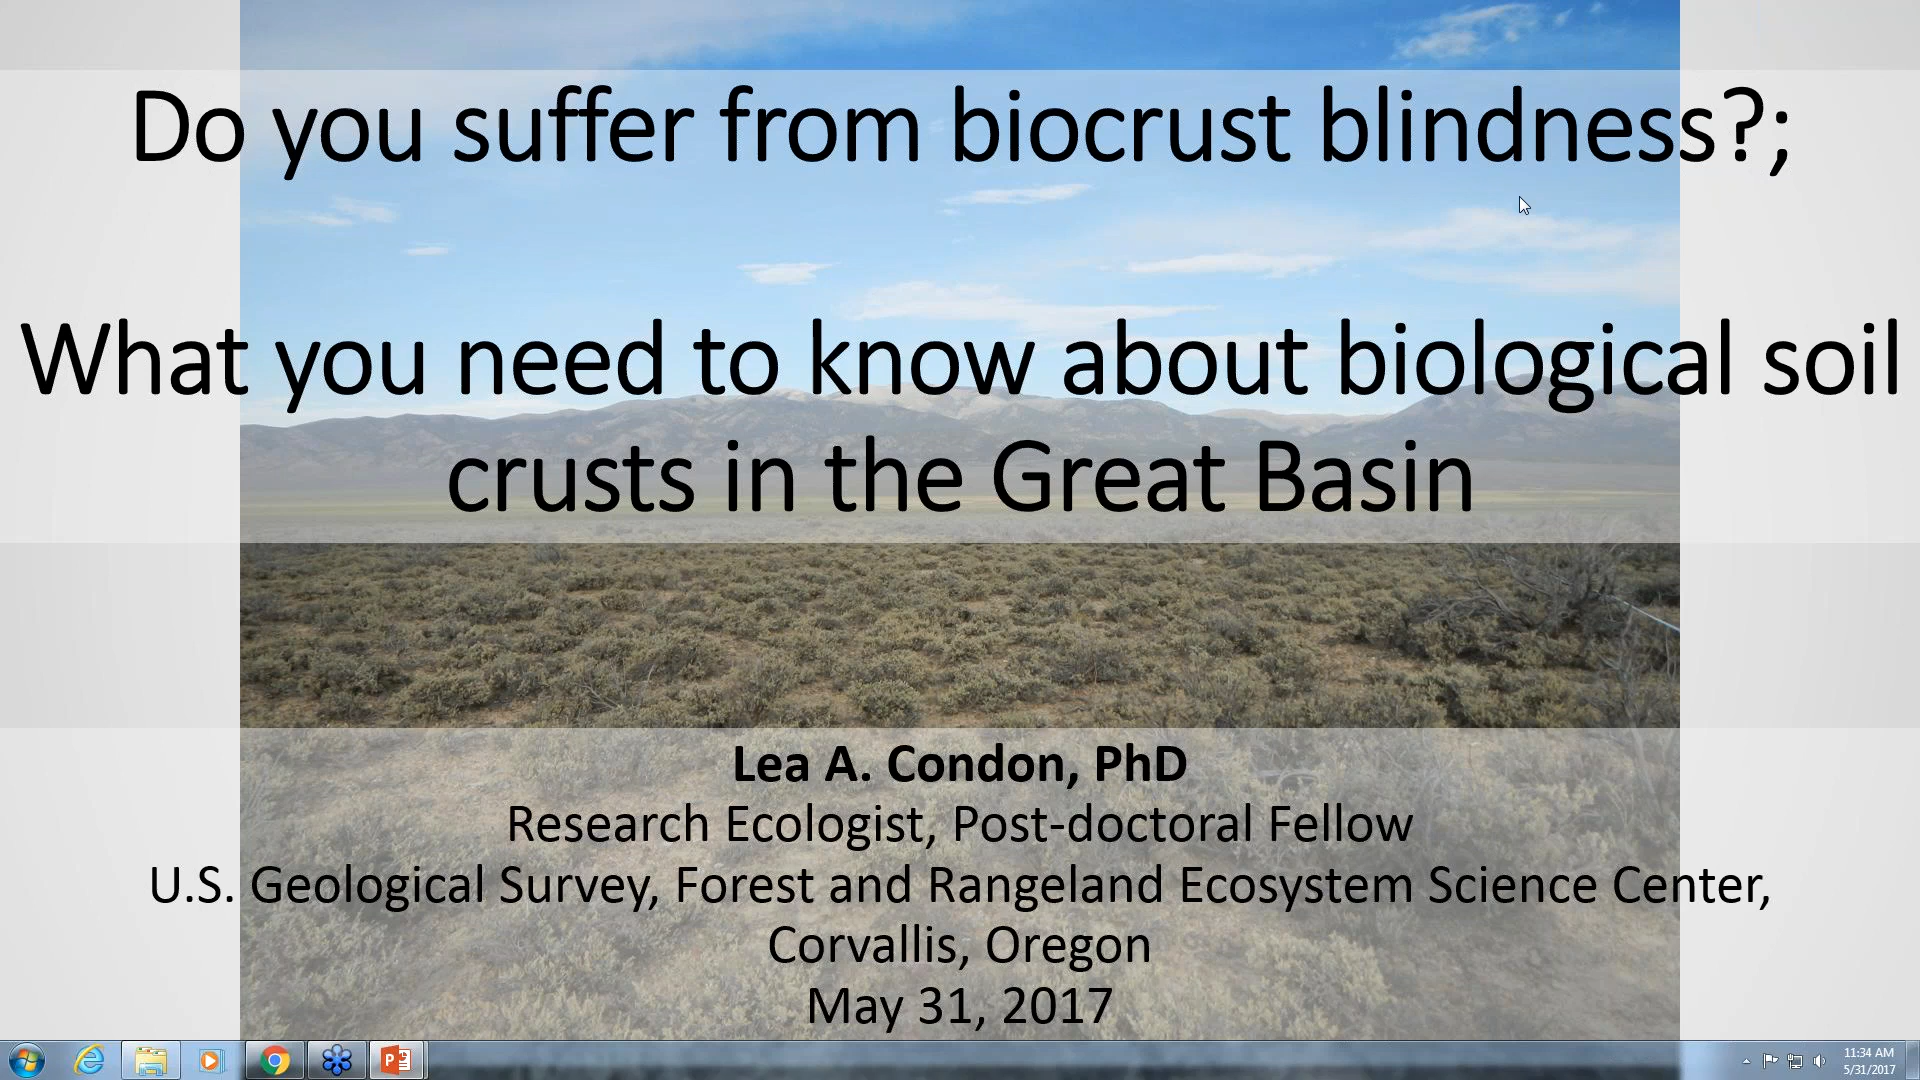 Do you suffer from biocrust blindness?;
What you need to know about biological soil
crusts in the Great Basin
Lea A. Condon, PhD
Research Ecologist, Post-doctoral Fellow
U.S. Geological Survey, Forest and Rangeland Ecosystem Science Center,
Corvallis, Oregon
May 31, 2017
11:34 AM
5/31/2017